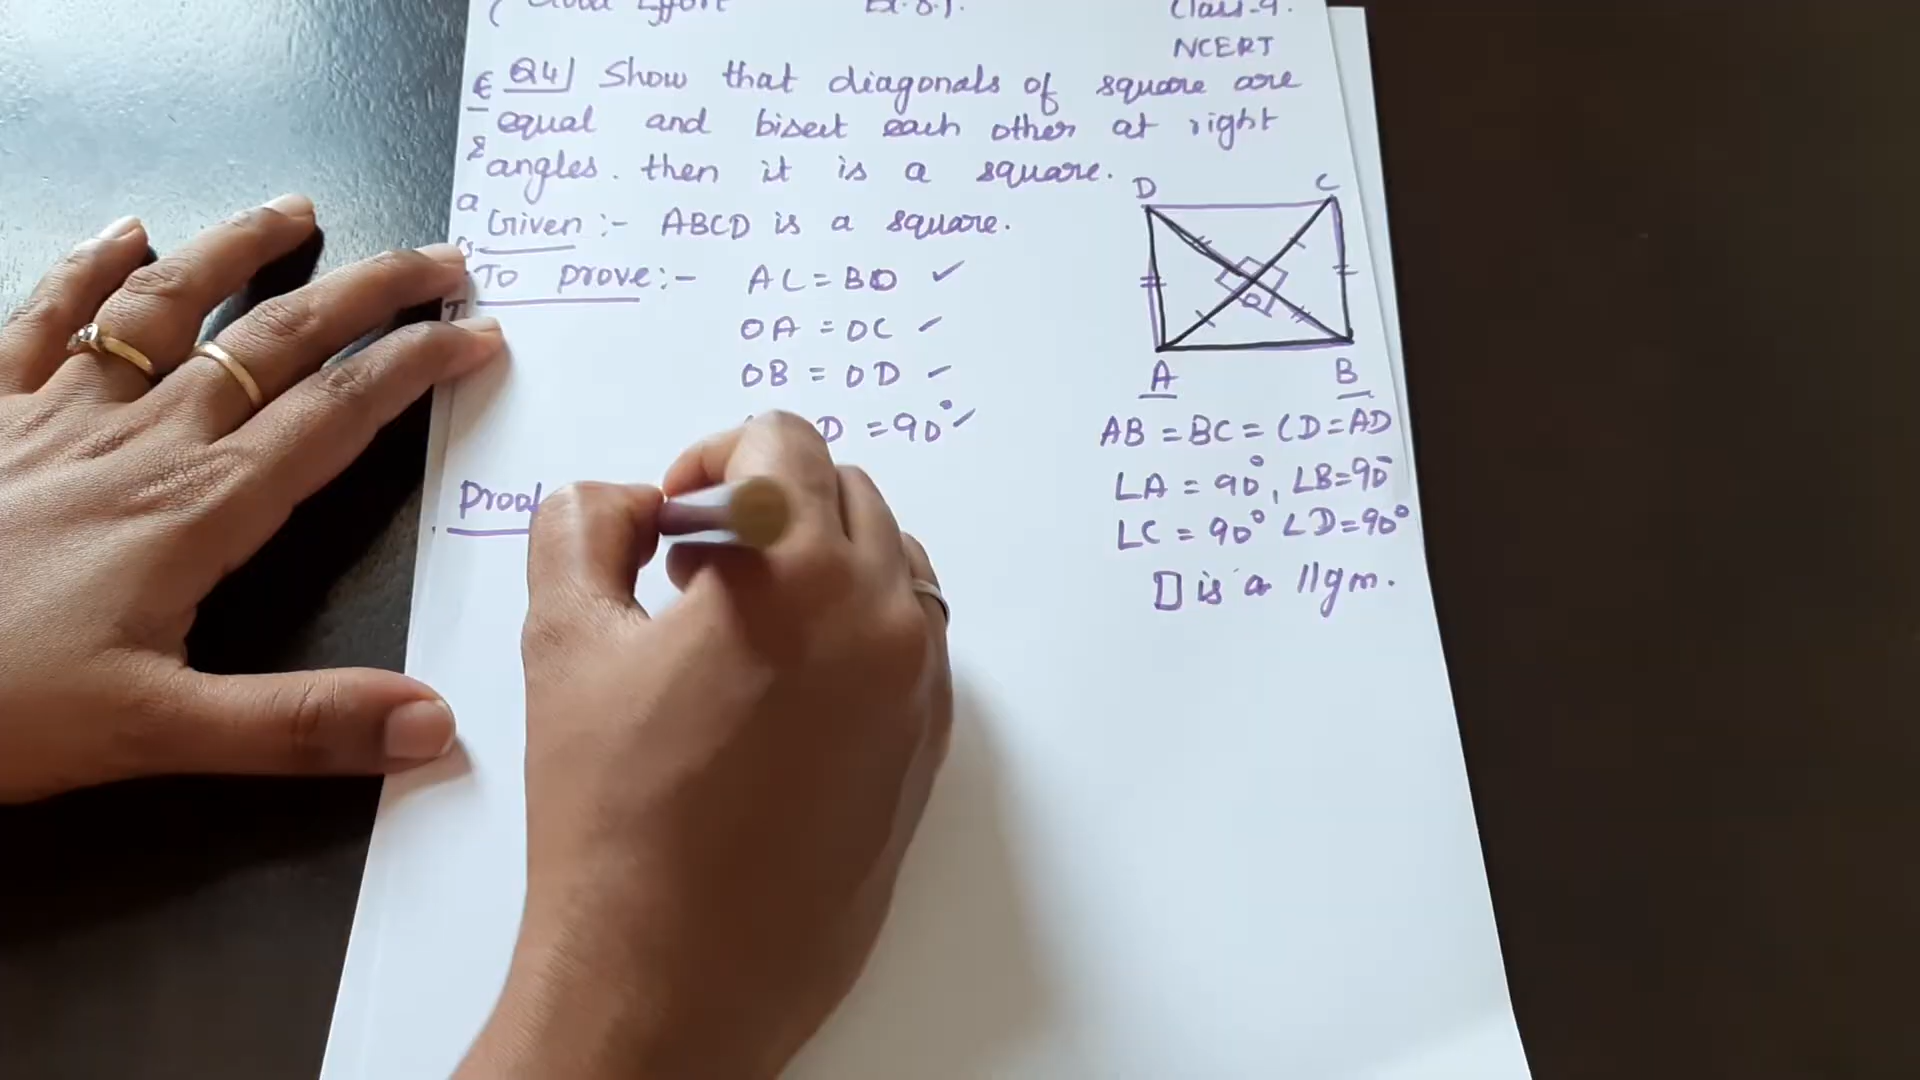 Class-9.
NCERT
Q4) Show that diagonals of square are
equal and bisect each other at right
angles. then it is a square.
Given :- ABCD is a square.
To prove :- AC = BD ✓
OA = OC ✓
OB = OD ✓
D = 90° ✓
Proof
D C
O
A B
AB = BC = CD = AD
∠A = 90°, ∠B = 90°
∠C = 90° ∠D = 90°
□ is a ||gm.